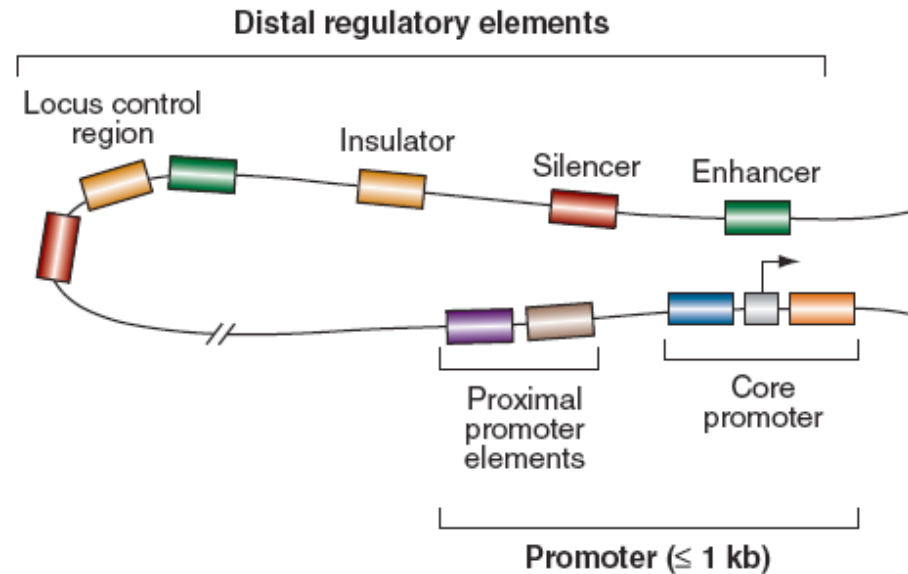 Distal regulatory elements
Locus control
region
Insulator
Silencer
Enhancer
Proximal
promoter
elements
Core
promoter
Promoter (≤ 1 kb)